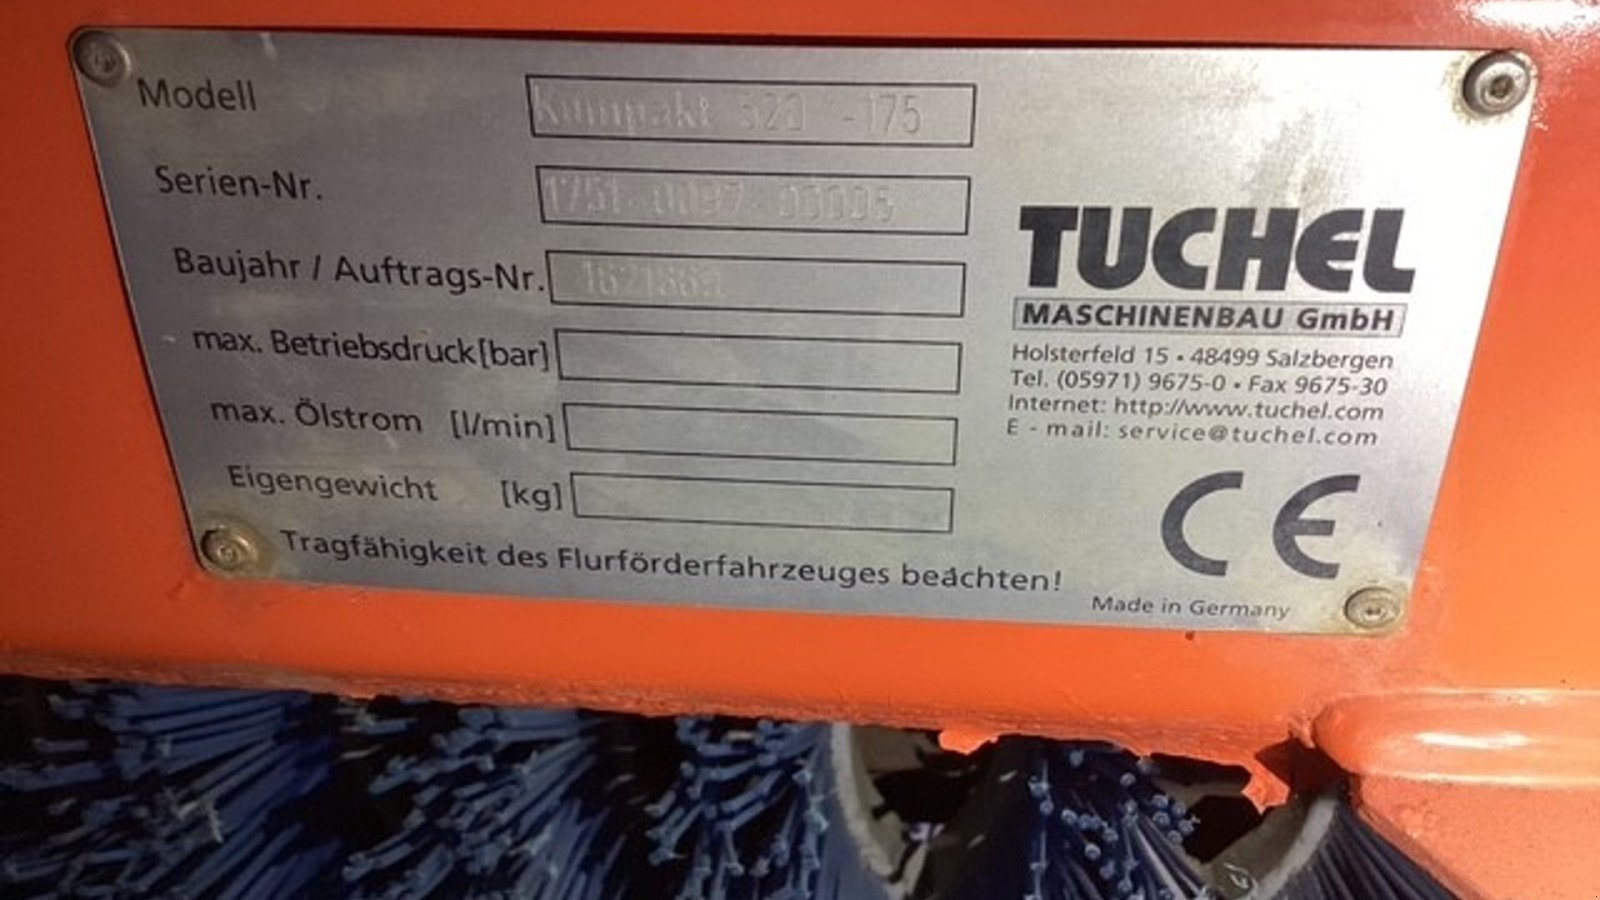 Modell Kompakt 520 -175
Serien-Nr.
Baujahr / Auftrags-Nr.
max. Betriebsdruck [bar]
max. Ölstrom [l/min]
Eigengewicht [kg]
Tragfähigkeit des Flurförderfahrzeuges beachten!
TUCHEL
MASCHINENBAU GmbH
Holsterfeld 15 • 48499 Salzbergen
Tel. (05971) 9675-0 • Fax 9675-30
Internet: http://www.tuchel.com
E - mail: service@tuchel.com
CE
Made in Germany